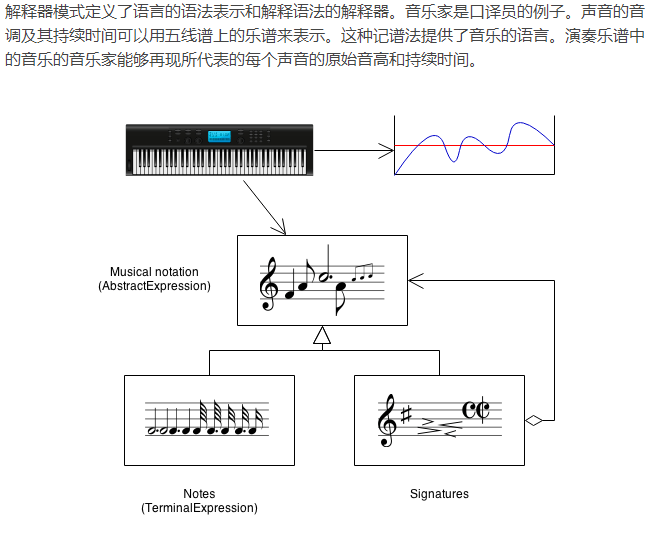 解释器模式定义了语言的语法表示和解释语法的解释器。音乐家是口译员的例子。声音的音
调及其持续时间可以用五线谱上的乐谱来表示。这种记谱法提供了音乐的语言。演奏乐谱中
的音乐的音乐家能够再现所代表的每个声音的原始音高和持续时间。
Musical notation
(AbstractExpression)
Notes
(TerminalExpression)
Signatures